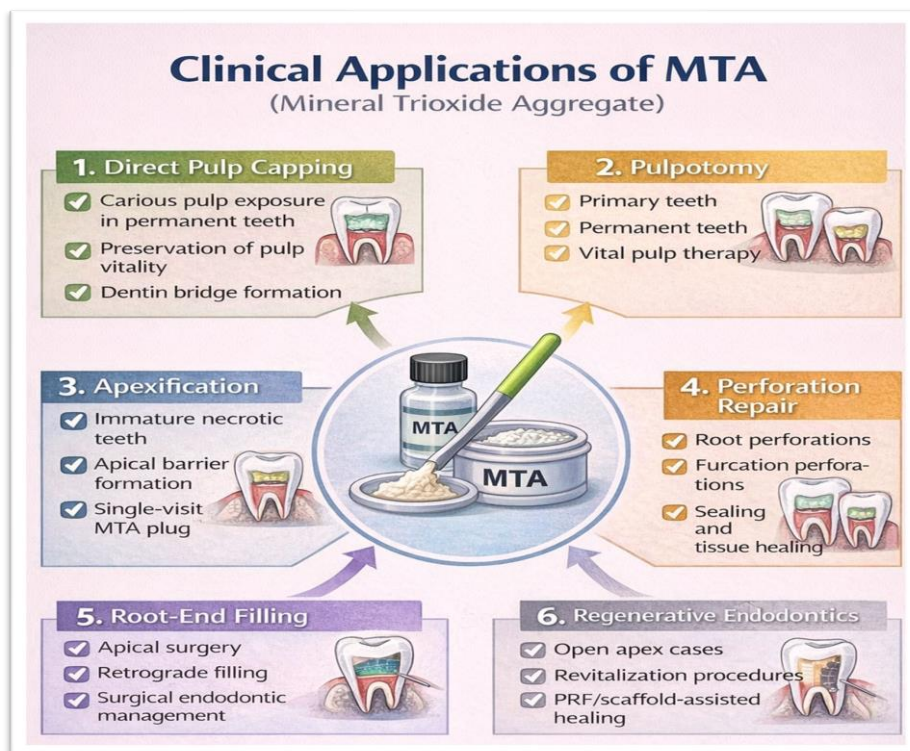 Clinical Applications of MTA
(Mineral Trioxide Aggregate)
1. Direct Pulp Capping
Carious pulp exposure
in permanent teeth
Preservation of pulp
vitality
Dentin bridge formation
2. Pulpotomy
Primary teeth
Permanent teeth
Vital pulp therapy
3. Apexification
Immature necrotic
teeth
Apical barrier
formation
Single-visit
MTA plug
MTA
MTA
4. Perforation
Repair
Root perforations
Furcation perfora-
tions
Sealing
and
tissue healing
5. Root-End Filling
Apical surgery
Retrograde filling
Surgical endodontic
management
6. Regenerative Endodontics
Open apex cases
Revitalization procedures
PRF/scaffold-assisted
healing